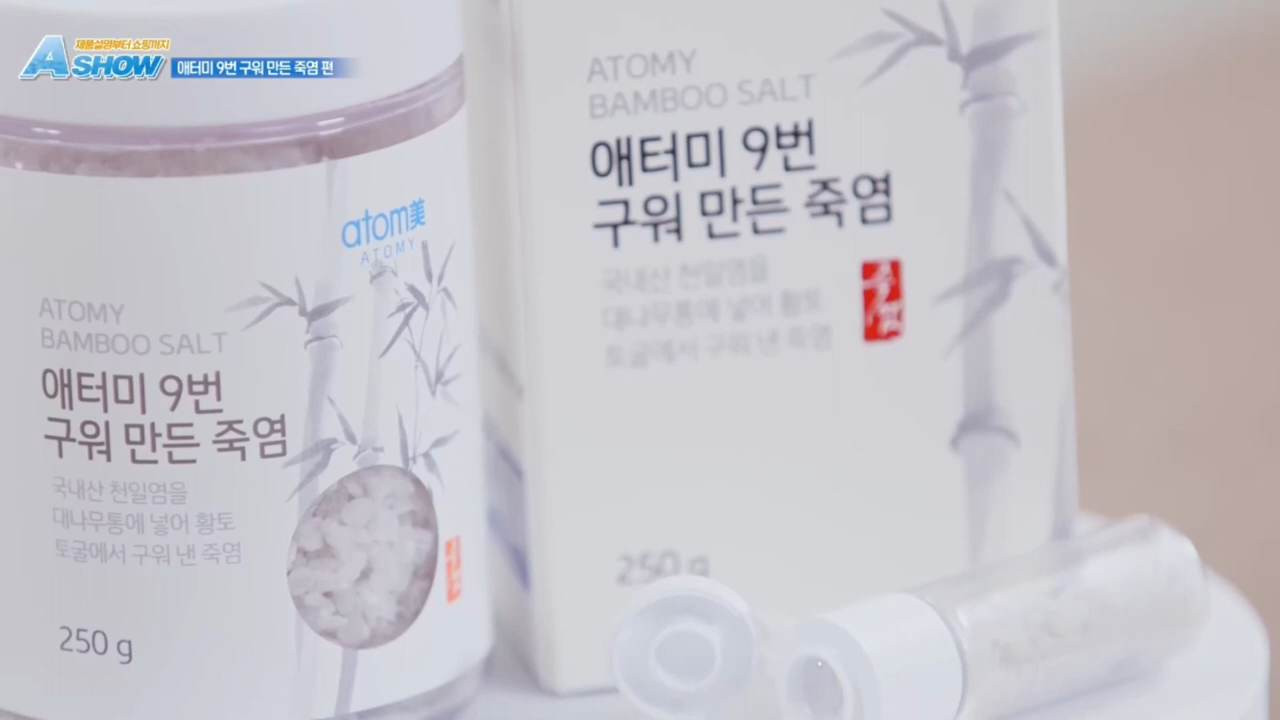 제품설명부터 쇼핑까지
A SHOW
애터미 9번 구워 만든 죽염 편
atom美
ATOMY
ATOMY
BAMBOO SALT
애터미 9번
구워 만든 죽염
국내산 천일염을
대나무통에 넣어 황토
토굴에서 구워 낸 죽염
250 g
ATOMY
BAMBOO SALT
애터미 9번
구워 만든 죽염
국내산 천일염을
대나무통에 넣어 황토
토굴에서 구워 낸 죽염
죽염
250 g